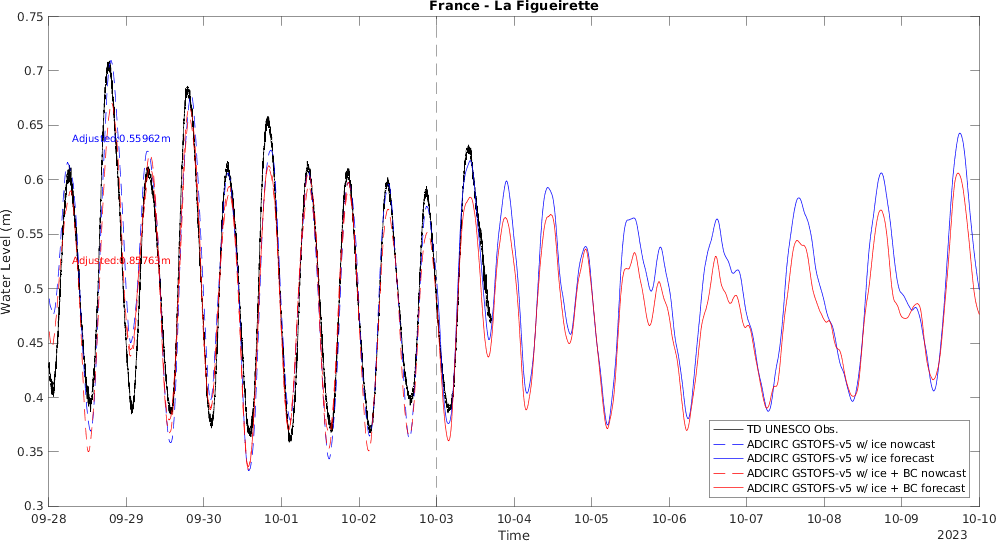 France - La Figueirette
0.75
0.7
0.65
0.6
0.55
0.5
0.45
0.4
0.35
0.3
Water Level (m)
Adjusted:0.55962m
Adjusted:0.85763m
TD UNESCO Obs.
ADCIRC GSTOFS-v5 w/ ice nowcast
ADCIRC GSTOFS-v5 w/ ice forecast
ADCIRC GSTOFS-v5 w/ ice + BC nowcast
ADCIRC GSTOFS-v5 w/ ice + BC forecast
09-28 09-29 09-30 10-01 10-02 10-03 10-04 10-05 10-06 10-07 10-08 10-09 10-10
Time
2023